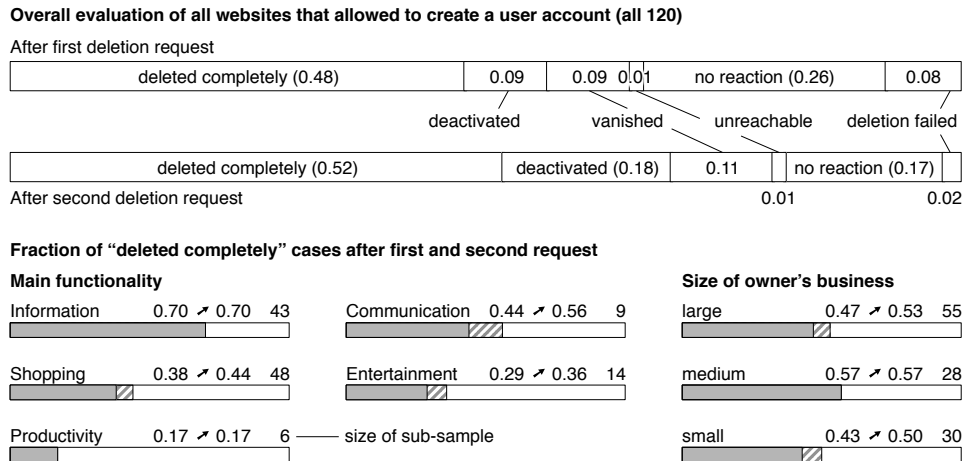 Overall evaluation of all websites that allowed to create a user account (all 120)
After first deletion request
deleted completely (0.48) 0.09 0.09 0.01 no reaction (0.26) 0.08
deactivated vanished unreachable deletion failed
deleted completely (0.52) deactivated (0.18) 0.11 no reaction (0.17)
After second deletion request 0.01 0.02
Fraction of “deleted completely” cases after first and second request
Main functionality Size of owner’s business
Information 0.70 ➚ 0.70 43 Communication 0.44 ➚ 0.56 9 large 0.47 ➚ 0.53 55
Shopping 0.38 ➚ 0.44 48 Entertainment 0.29 ➚ 0.36 14 medium 0.57 ➚ 0.57 28
Productivity 0.17 ➚ 0.17 6 size of sub-sample small 0.43 ➚ 0.50 30